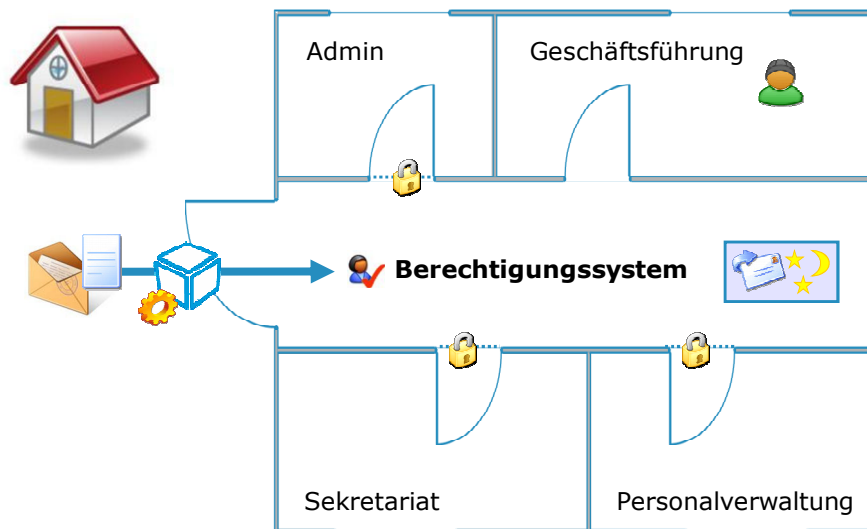 Admin
Geschäftsführung
Berechtigungssystem
Sekretariat
Personalverwaltung